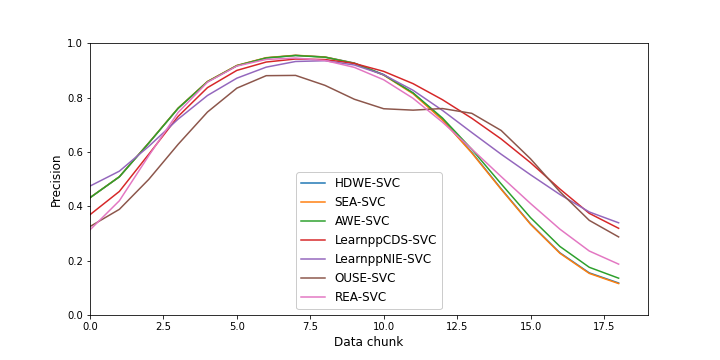 1.0
0.8
0.6
0.4
0.2
0.0
Precision
HDWE-SVC
SEA-SVC
AWE-SVC
LearnppCDS-SVC
LearnppNIE-SVC
OUSE-SVC
REA-SVC
0.0 2.5 5.0 7.5 10.0 12.5 15.0 17.5
Data chunk